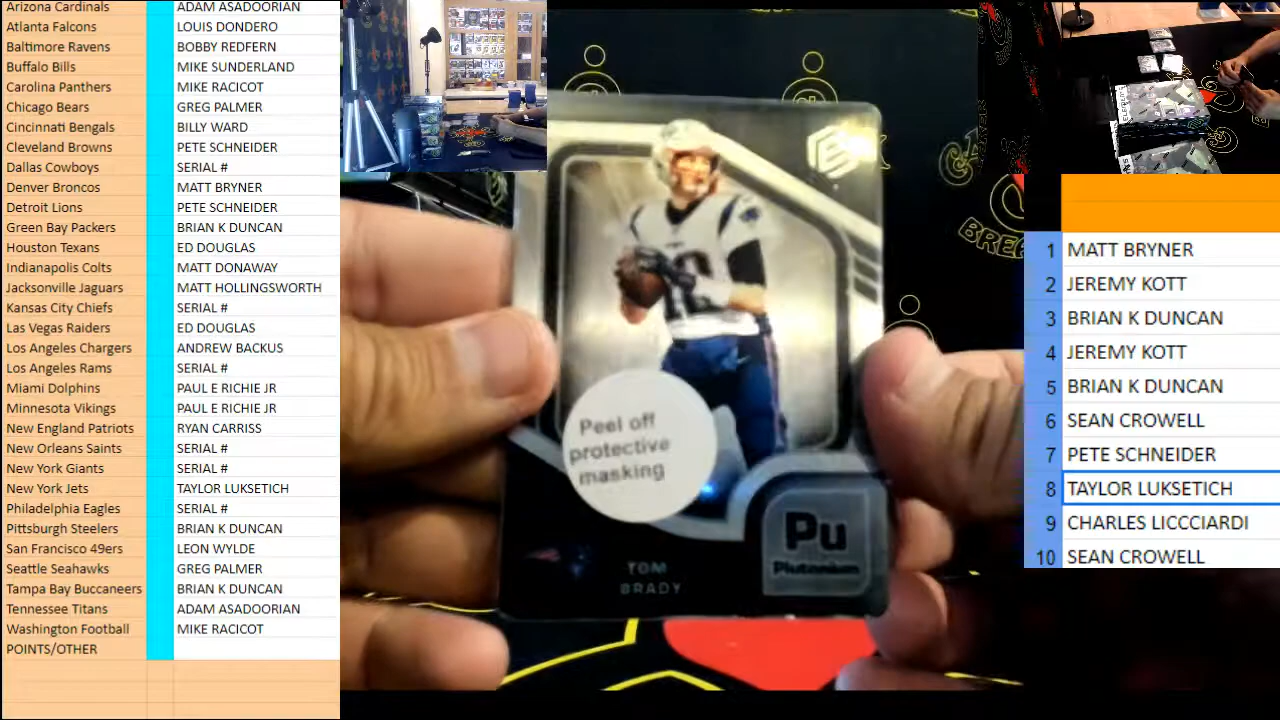 Arizona Cardinals ADAM ASADOORIAN
Atlanta Falcons LOUIS DONDERO
Baltimore Ravens BOBBY REDFERN
Buffalo Bills MIKE SUNDERLAND
Carolina Panthers MIKE RACICOT
Chicago Bears GREG PALMER
Cincinnati Bengals BILLY WARD
Cleveland Browns PETE SCHNEIDER
Dallas Cowboys SERIAL #
Denver Broncos MATT BRYNER
Detroit Lions PETE SCHNEIDER
Green Bay Packers BRIAN K DUNCAN
Houston Texans ED DOUGLAS
Indianapolis Colts MATT DONAWAY
Jacksonville Jaguars MATT HOLLINGSWORTH
Kansas City Chiefs SERIAL #
Las Vegas Raiders ED DOUGLAS
Los Angeles Chargers ANDREW BACKUS
Los Angeles Rams SERIAL #
Miami Dolphins PAUL E RICHIE JR
Minnesota Vikings PAUL E RICHIE JR
New England Patriots RYAN CARRISS
New Orleans Saints SERIAL #
New York Giants SERIAL #
New York Jets TAYLOR LUKSETICH
Philadelphia Eagles SERIAL #
Pittsburgh Steelers BRIAN K DUNCAN
San Francisco 49ers LEON WYLDE
Seattle Seahawks GREG PALMER
Tampa Bay Buccaneers BRIAN K DUNCAN
Tennessee Titans ADAM ASADOORIAN
Washington Football MIKE RACICOT
POINTS/OTHER
Peel off
protective
masking
Pu
Plutonium
TOM
BRADY
1 MATT BRYNER
2 JEREMY KOTT
3 BRIAN K DUNCAN
4 JEREMY KOTT
5 BRIAN K DUNCAN
6 SEAN CROWELL
7 PETE SCHNEIDER
8 TAYLOR LUKSETICH
9 CHARLES LICCCIARDI
10 SEAN CROWELL